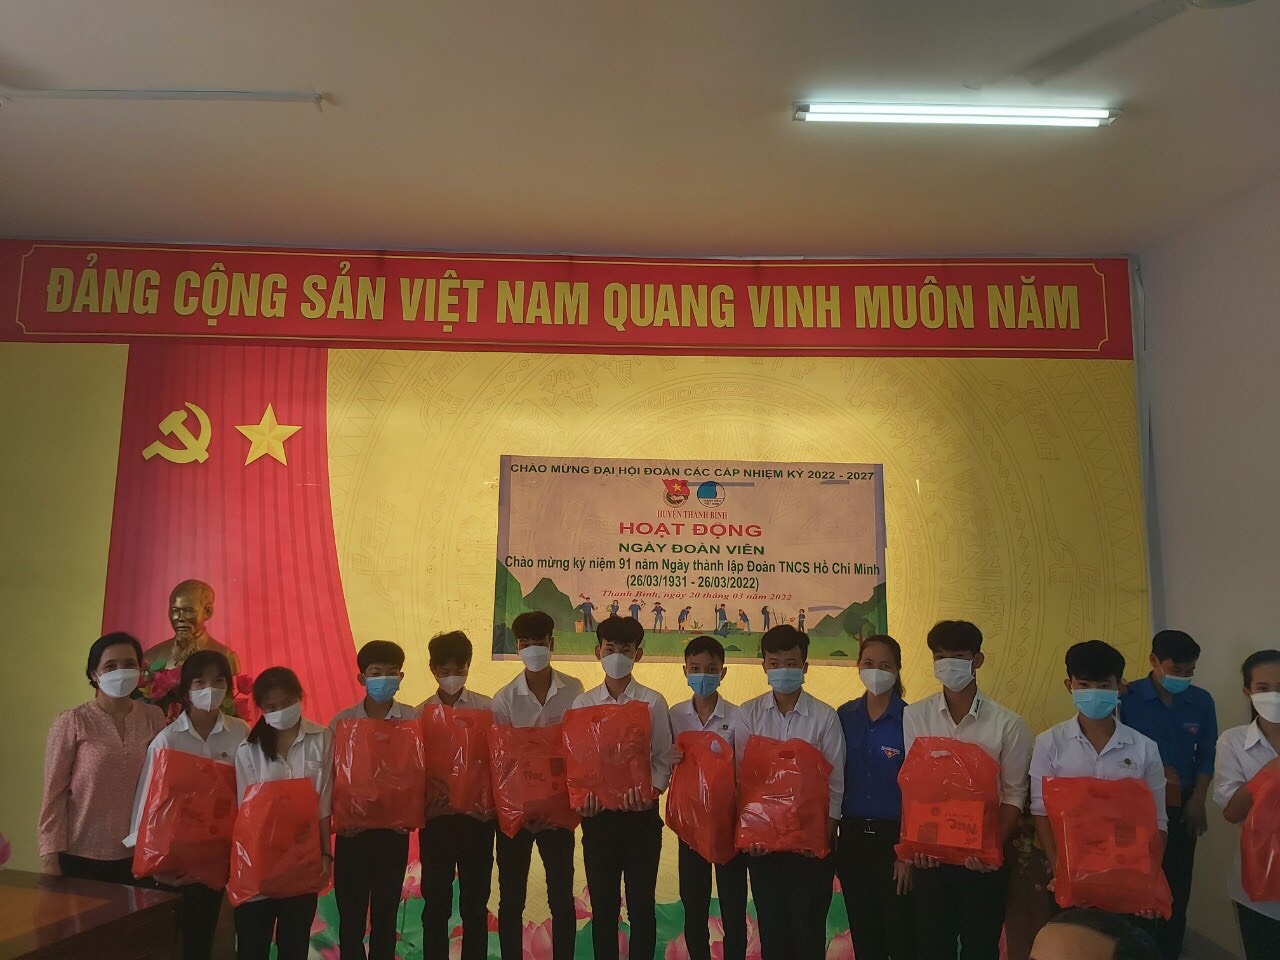 ĐẢNG CỘNG SẢN VIỆT NAM QUANG VINH MUÔN NĂM
CHÀO MỪNG ĐẠI HỘI ĐOÀN CÁC CẤP NHIỆM KỲ 2022 - 2027
HUYỆN THANH BÌNH
HOẠT ĐỘNG
NGÀY ĐOÀN VIÊN
Chào mừng kỷ niệm 91 năm Ngày thành lập Đoàn TNCS Hồ Chí Minh
(26/03/1931 - 26/03/2022)
Thanh Bình, ngày 20 tháng 03 năm 2022